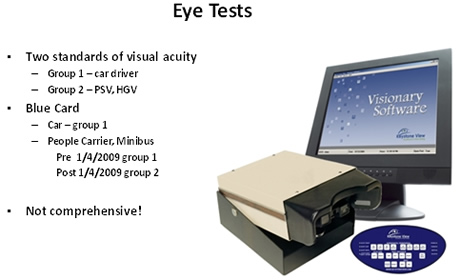 Eye Tests
▪ Two standards of visual acuity
– Group 1 – car driver
– Group 2 – PSV, HGV
▪ Blue Card
– Car – group 1
– People Carrier, Minibus
Pre 1/4/2009 group 1
Post 1/4/2009 group 2
▪ Not comprehensive!
Visionary
Software